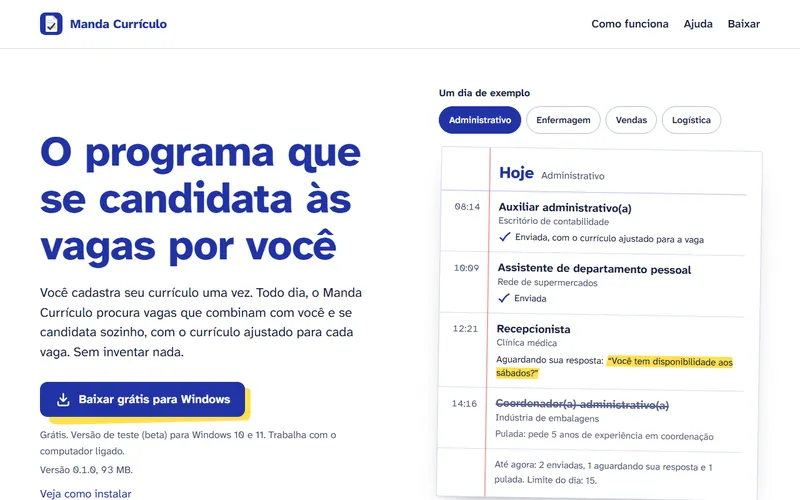 Manda Currículo
Como funciona
Ajuda
Baixar
O programa que
se candidata às
vagas por você
Você cadastra seu currículo uma vez. Todo dia, o Manda
Currículo procura vagas que combinam com você e se
candidata sozinho, com o currículo ajustado para cada
vaga. Sem inventar nada.
Baixar grátis para Windows
Grátis. Versão de teste (beta) para Windows 10 e 11. Trabalha com o
computador ligado.
Versão 0.1.0, 93 MB.
Veja como instalar
Um dia de exemplo
Administrativo
Enfermagem
Vendas
Logística
Hoje Administrativo
08:14
Auxiliar administrativo(a)
Escritório de contabilidade
Enviada, com o currículo ajustado para a vaga
10:09
Assistente de departamento pessoal
Rede de supermercados
Enviada
12:21
Recepcionista
Clínica médica
Aguardando sua resposta: “Você tem disponibilidade aos
sábados?”
14:16
Coordenador(a) administrativo(a)
Indústria de embalagens
Pulada: pede 5 anos de experiência em coordenação
Até agora: 2 enviadas, 1 aguardando sua resposta e 1
pulada. Limite do dia: 15.